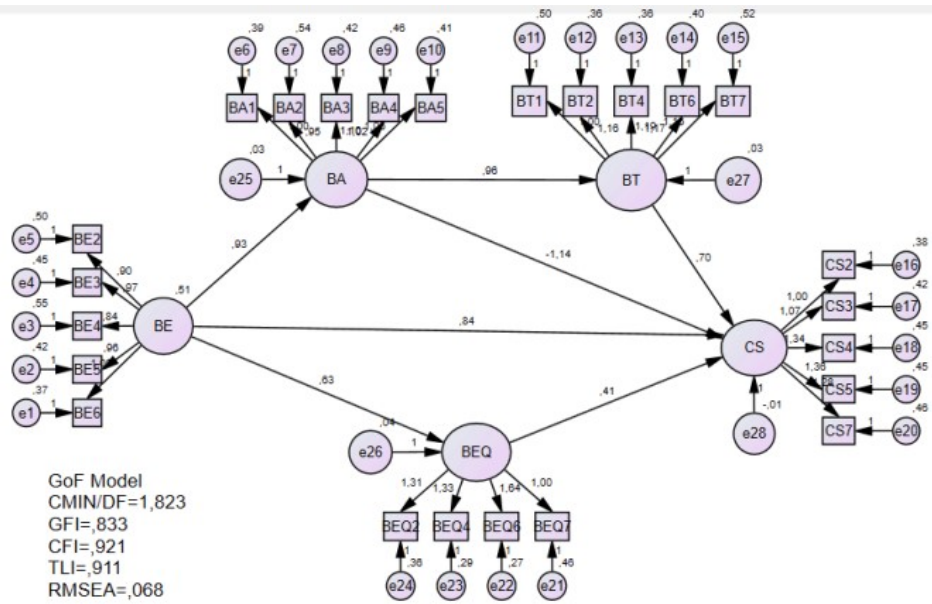 ,39 ,54 ,42 ,46 ,41
e6 e7 e8 e9 e10
1 1 1 1 1
BA1 BA2 BA3 BA4 BA5
,95
,50 ,36 ,36 ,40 ,52
e11 e12 e13 e14 e15
1 1 1 1 1
BT1 BT2 BT4 BT6 BT7
1,16
,03
e25 1 BA
,96
BT 1 e27
,03
,93
-1,14
,70
,50
e5 1 BE2
,90
,45
e4 1 BE3
,97
,55
e3 1 BE4
,84
,42
e2 1 BE5
,96
,37
e1 1 BE6
,51
BE
,84
,63
,41
CS
1,00
CS2 1 e16
,38
1,07
CS3 1 e17
,42
1,34
CS4 1 e18
,45
1,36
CS5 1 e19
,45
CS7 1 e20
,46
1
-,01
e28
,04
e26 1 BEQ
1,31 1,33 1,64 1,00
BEQ2 BEQ4 BEQ6 BEQ7
1 1 1 1
,36 ,29 ,27 ,46
e24 e23 e22 e21
GoF Model
CMIN/DF=1,823
GFI=,833
CFI=,921
TLI=,911
RMSEA=,068